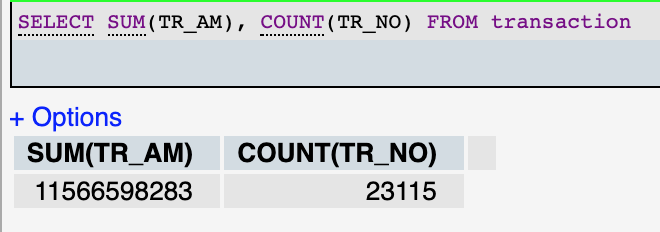 SELECT SUM(TR_AM), COUNT(TR_NO) FROM transaction
+ Options
SUM(TR_AM) COUNT(TR_NO)
11566598283 23115